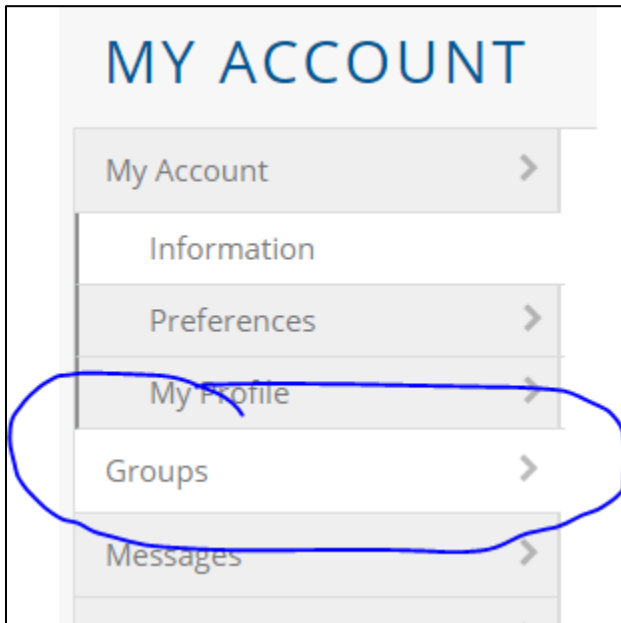 MY ACCOUNT
My Account
Information
Preferences
My Profile
Groups
Messages